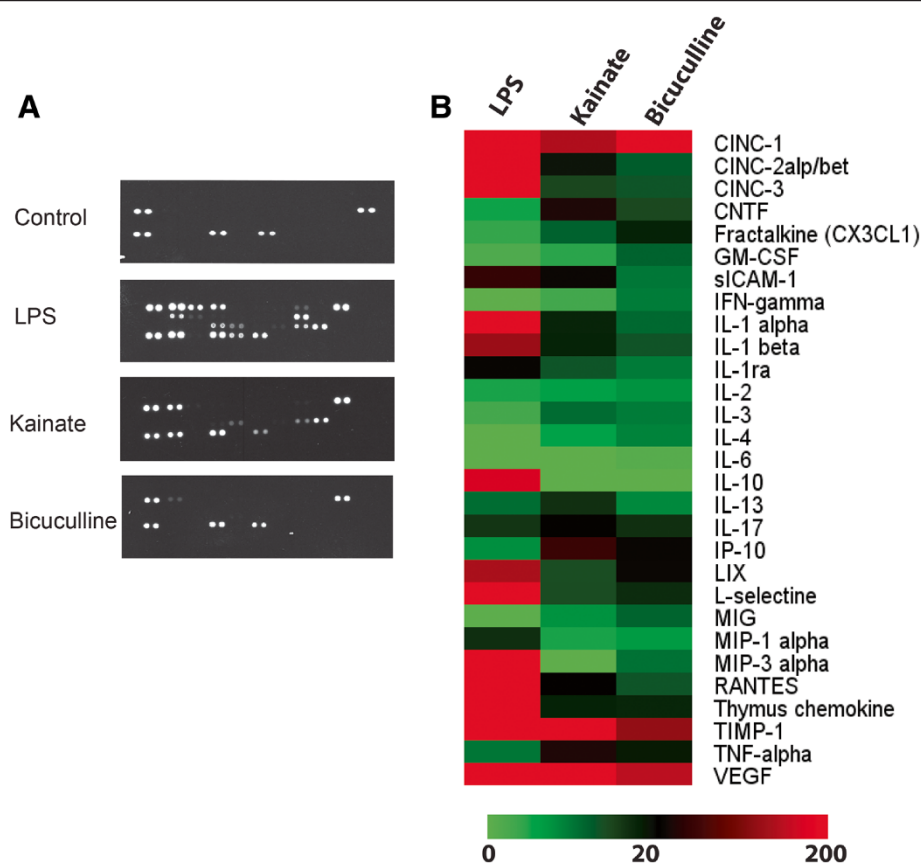 A
Control
LPS
Kainate
Bicuculline
B
LPS
Kainate
Bicuculline
CINC-1
CINC-2alp/bet
CINC-3
CNTF
Fractalkine (CX3CL1)
GM-CSF
sICAM-1
IFN-gamma
IL-1 alpha
IL-1 beta
IL-1ra
IL-2
IL-3
IL-4
IL-6
IL-10
IL-13
IL-17
IP-10
LIX
L-selectine
MIG
MIP-1 alpha
MIP-3 alpha
RANTES
Thymus chemokine
TIMP-1
TNF-alpha
VEGF
0 20 200